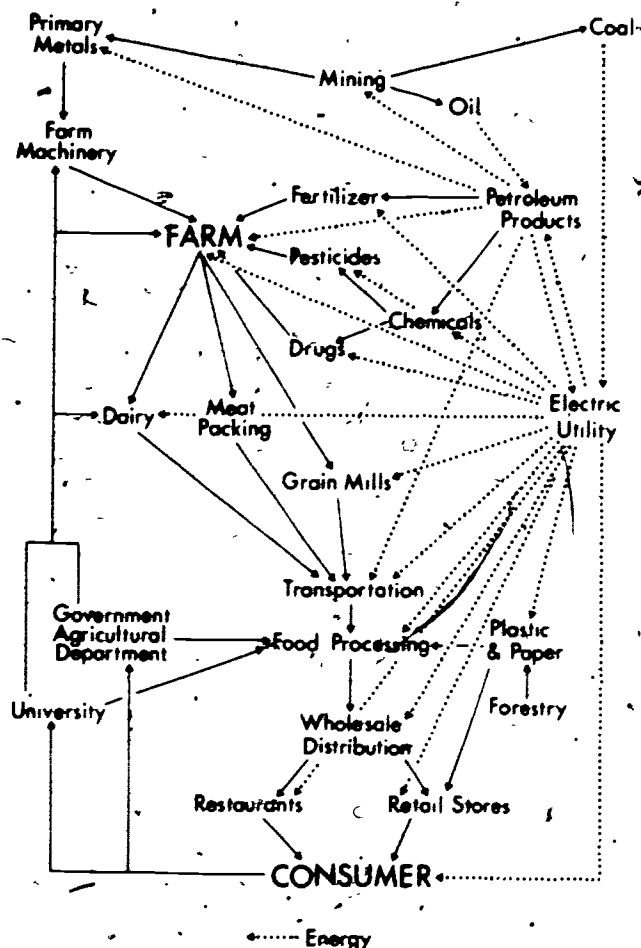 Primary
Metals
Coal
Mining
Oil
Farm
Machinery
Fertilizer
Petroleum
Products
FARM
Pesticides
Chemicals
Drugs
Dairy
Meat
Packing
Electric
Utility
Grain Mills
Transportation
Government
Agricultural
Department
Food Processing
Plastic
& Paper
University
Forestry
Wholesale
Distribution
Restaurants
Retail Stores
CONSUMER
Energy